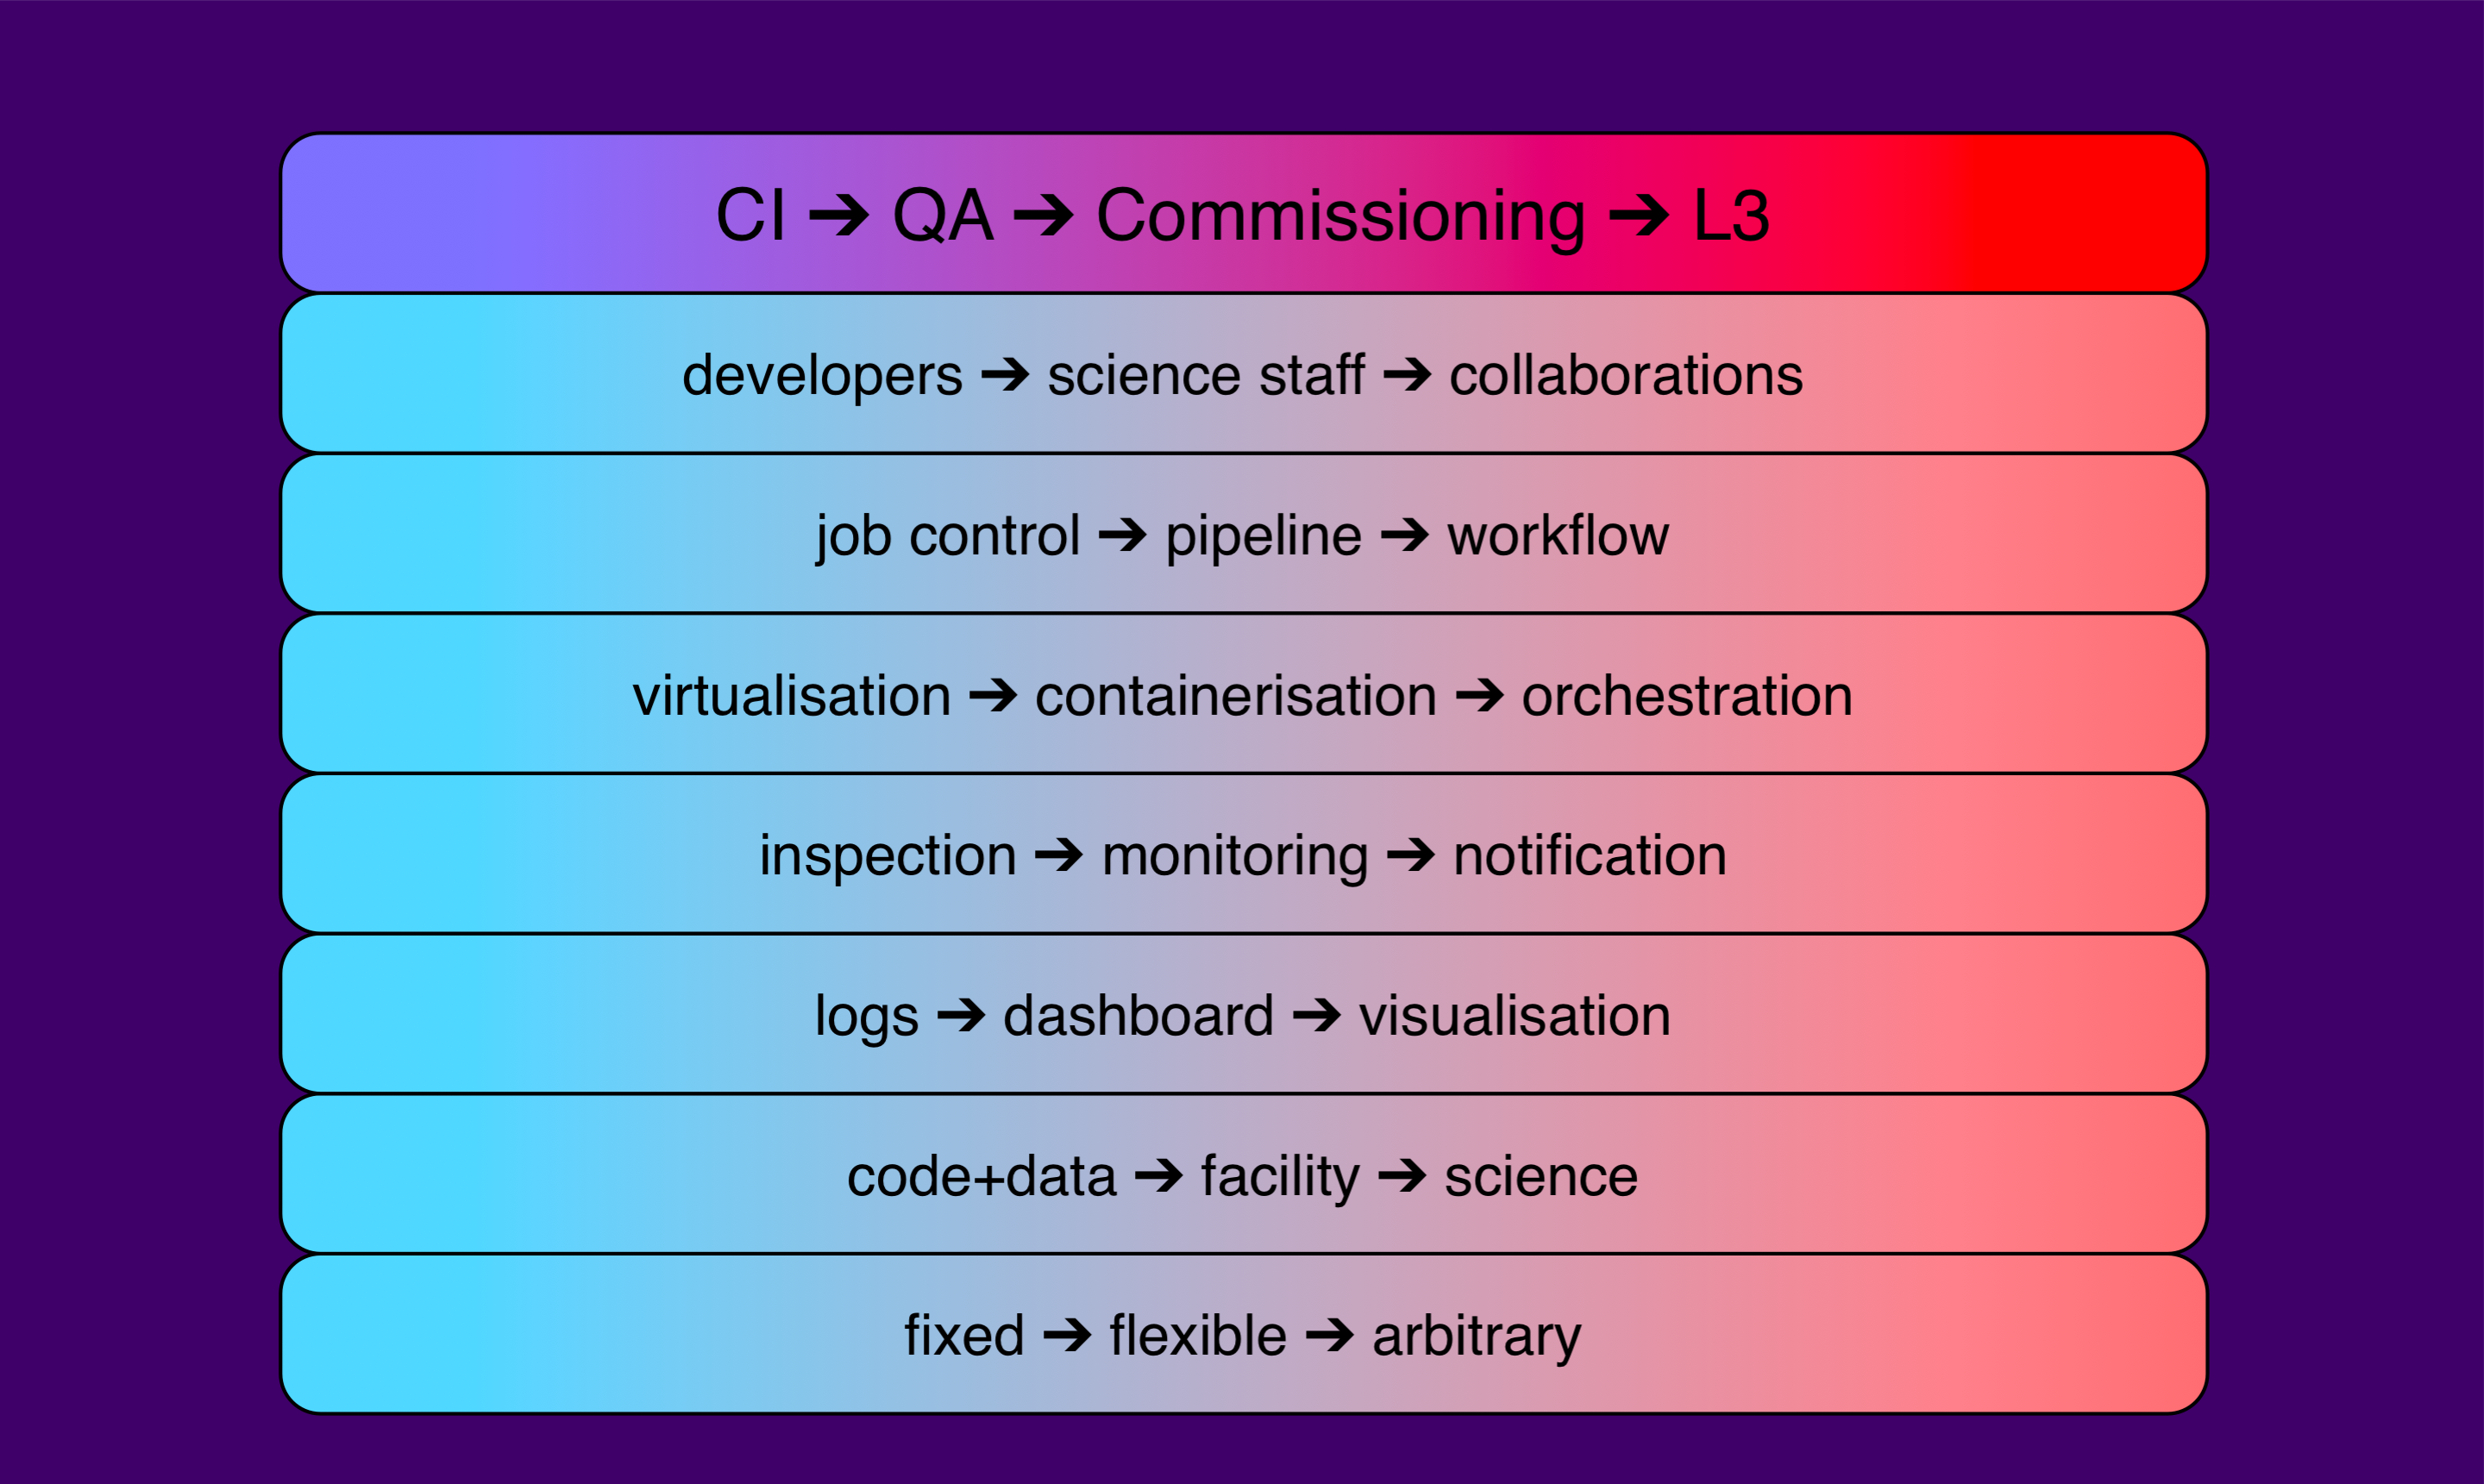 CI ➔ QA ➔ Commissioning ➔ L3
developers ➔ science staff ➔ collaborations
job control ➔ pipeline ➔ workflow
virtualisation ➔ containerisation ➔ orchestration
inspection ➔ monitoring ➔ notification
logs ➔ dashboard ➔ visualisation
code+data ➔ facility ➔ science
fixed ➔ flexible ➔ arbitrary